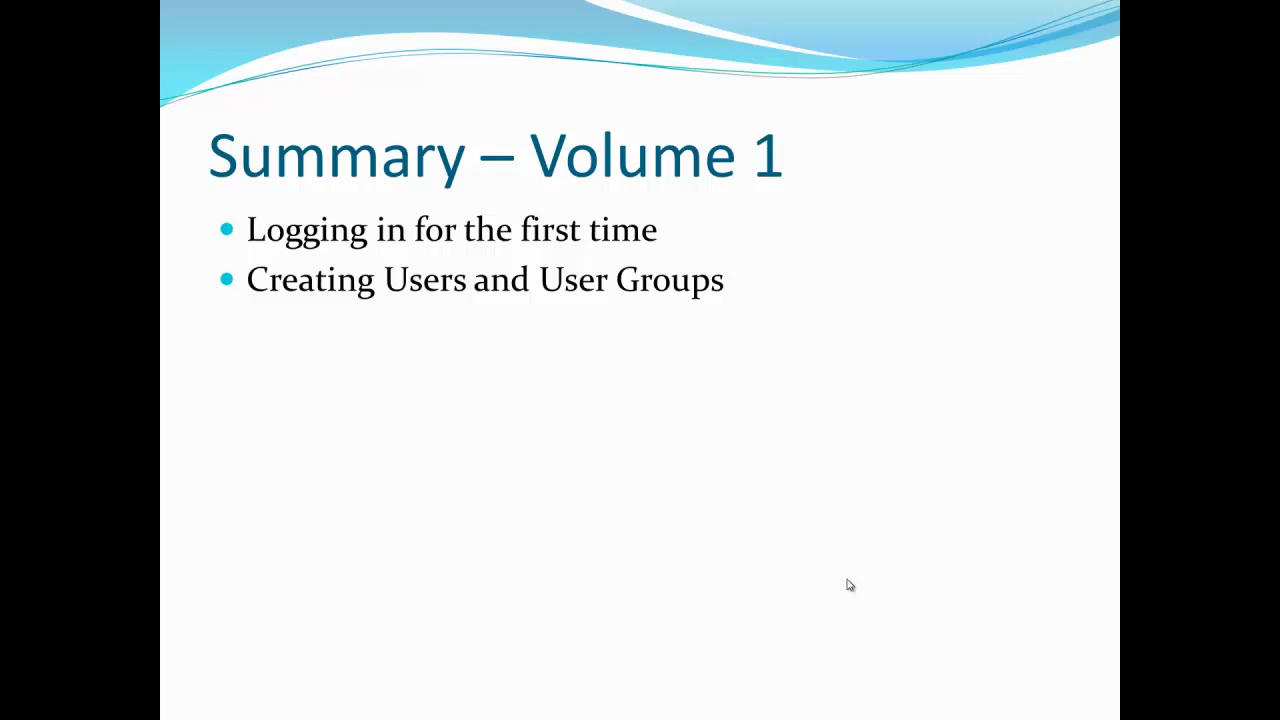 Summary – Volume 1
• Logging in for the first time
• Creating Users and User Groups